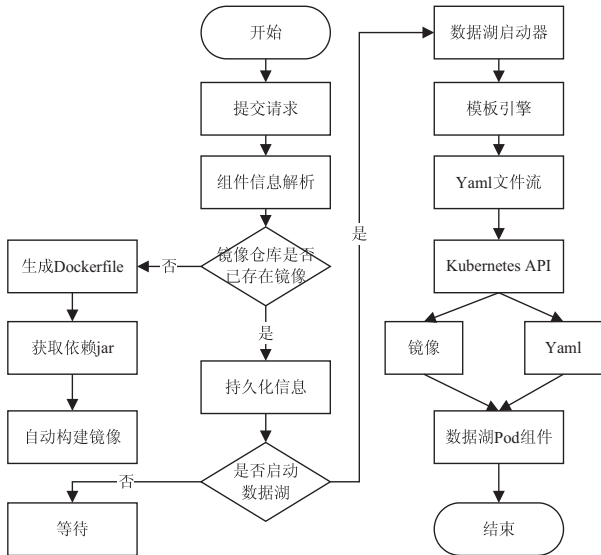 开始
提交请求
组件信息解析
镜像仓库是否
已存在镜像
否
生成Dockerfile
获取依赖jar
自动构建镜像
是
持久化信息
是否启动
数据湖
否
等待
是
数据湖启动器
模板引擎
Yaml文件流
Kubernetes API
镜像
Yaml
数据湖Pod组件
结束